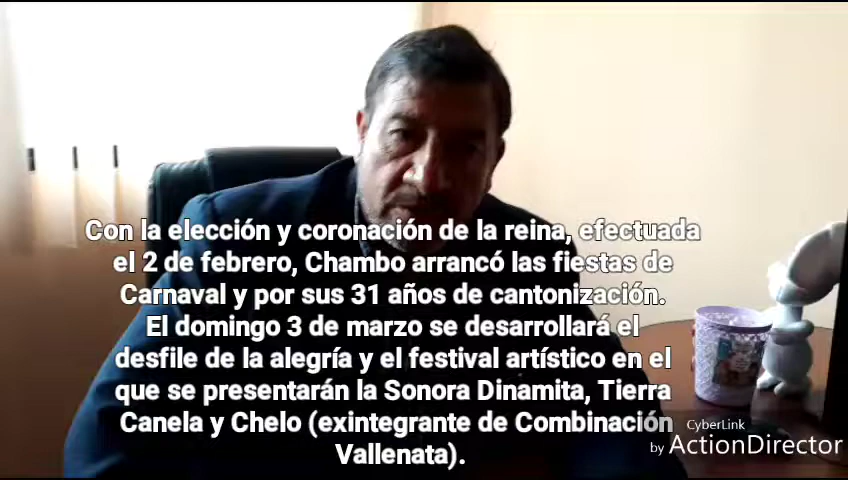 Con la elección y coronación de la reina, efectuada
el 2 de febrero, Chambo arrancó las fiestas de
Carnaval y por sus 31 años de cantonización.
El domingo 3 de marzo se desarrollará el
desfile de la alegría y el festival artístico en el
que se presentarán la Sonora Dinamita, Tierra
Canela y Chelo (exintegrante de Combinación
Vallenata).
CyberLink
by ActionDirector